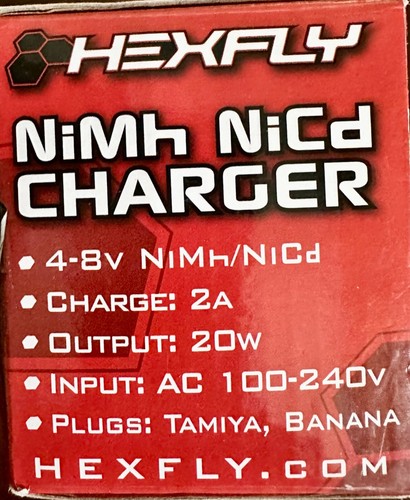 HEXFLY
NiMh NiCd
CHARGER
4-8v NiMh/NiCd
Charge: 2A
Output: 20w
Input: AC 100-240v
Plugs: Tamiya, Banana
HEXFLY.COM